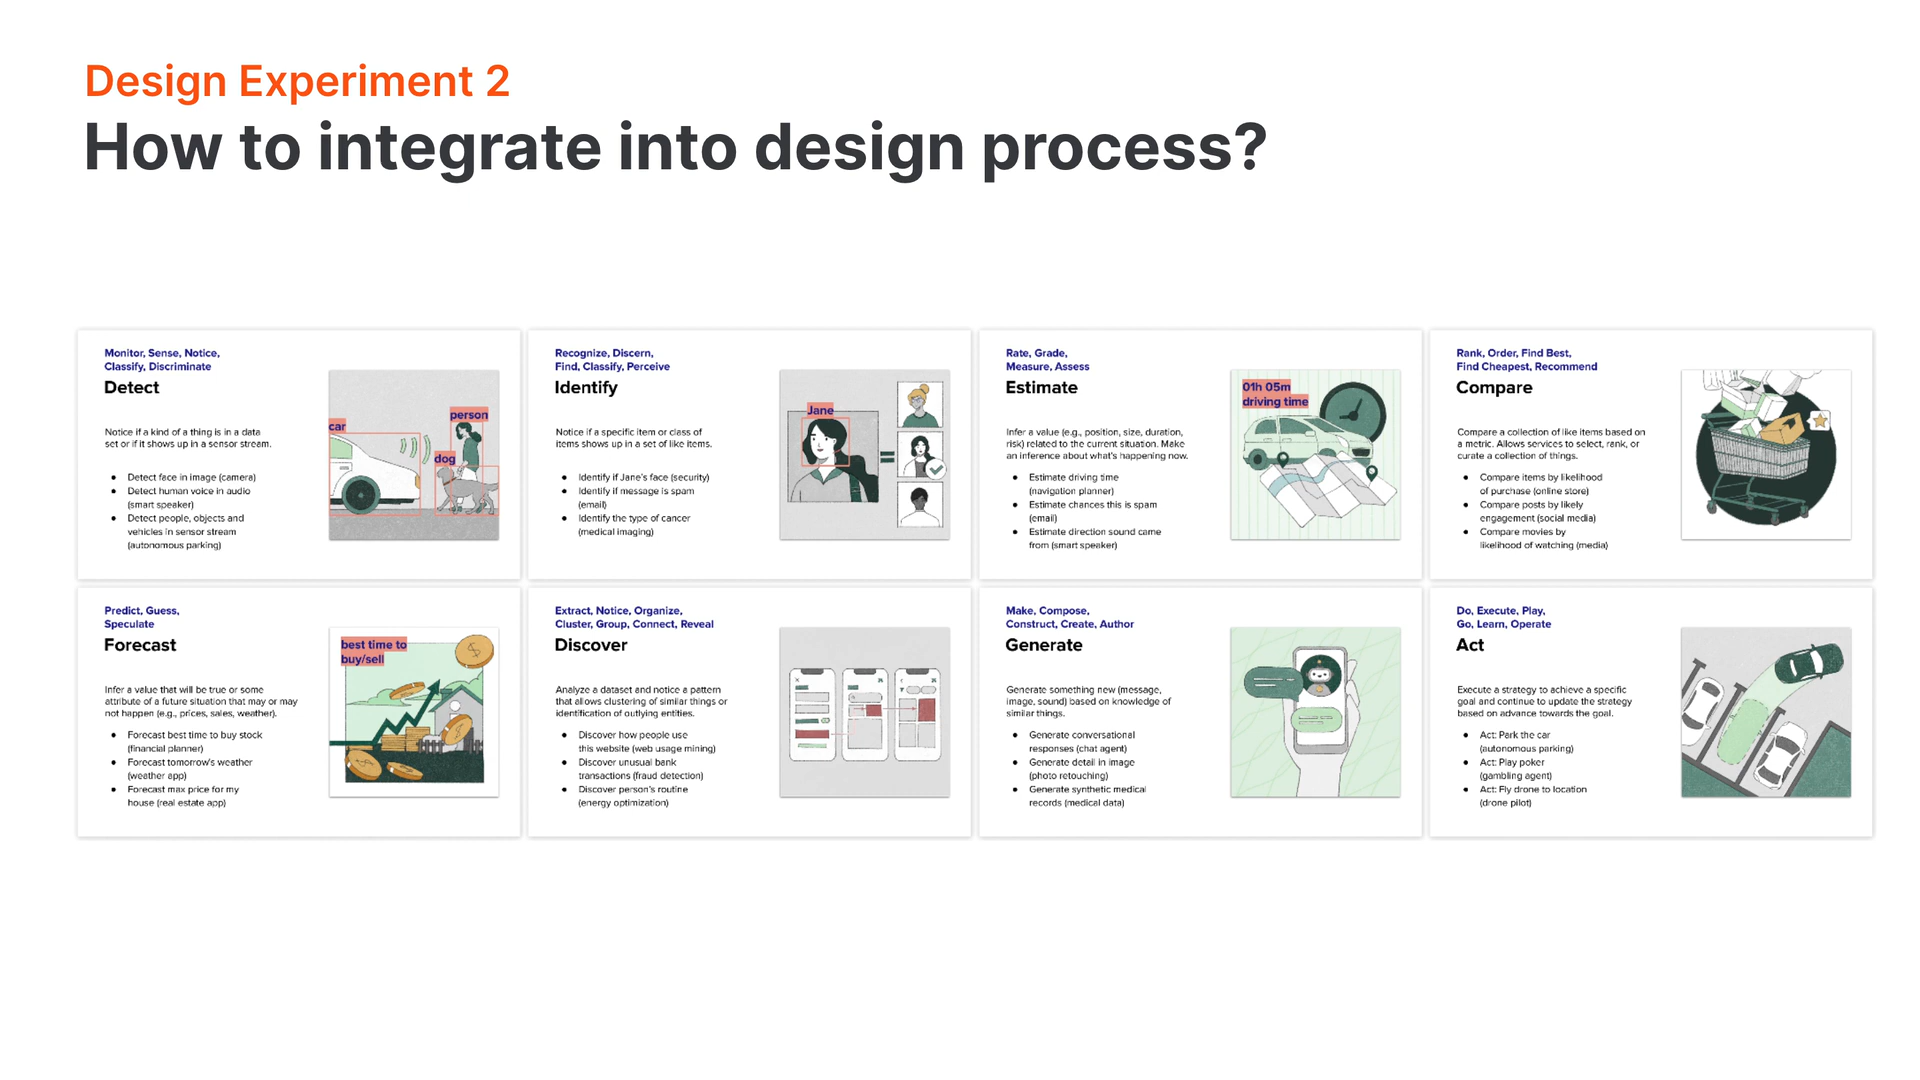 Design Experiment 2
How to integrate into design process?
Monitor, Sense, Notice,
Classify, Discriminate
Detect
Notice if a kind of a thing is in a data
set or if it shows up in a sensor stream.
● Detect face in image (camera)
● Detect human voice in audio
(smart speaker)
● Detect people, objects and
vehicles in sensor stream
(autonomous parking)
car
person
dog
Recognize, Discern,
Find, Classify, Perceive
Identify
Notice if a specific item or class of
items shows up in a set of like items.
● Identify if Jane's face (security)
● Identify if message is spam
(email)
● Identify the type of cancer
(medical imaging)
Jane
Rate, Grade,
Measure, Assess
Estimate
Infer a value (e.g., position, size, duration,
risk) related to the current situation. Make
an inference about what's happening now.
● Estimate driving time
(navigation planner)
● Estimate chances this is spam
(email)
● Estimate direction sound came
from (smart speaker)
01h 05m
driving time
Rank, Order, Find Best,
Find Cheapest, Recommend
Compare
Compare a collection of like items based on
a metric. Allows services to select, rank, or
curate a collection of things.
● Compare items by likelihood
of purchase (online store)
● Compare posts by likely
engagement (social media)
● Compare movies by
likelihood of watching (media)
Predict, Guess,
Speculate
Forecast
Infer a value that will be true or some
attribute of a future situation that may or may
not happen (e.g., prices, sales, weather).
● Forecast best time to buy stock
(financial planner)
● Forecast tomorrow's weather
(weather app)
● Forecast max price for my
house (real estate app)
best time to
buy/sell
Extract, Notice, Organize,
Cluster, Group, Connect, Reveal
Discover
Analyze a dataset and notice a pattern
that allows clustering of similar things or
identification of outlying entities.
● Discover how people use
this website (web usage mining)
● Discover unusual bank
transactions (fraud detection)
● Discover person's routine
(energy optimization)
Make, Compose,
Construct, Create, Author
Generate
Generate something new (message,
image, sound) based on knowledge of
similar things.
● Generate conversational
responses (chat agent)
● Generate detail in image
(photo retouching)
● Generate synthetic medical
records (medical data)
Do, Execute, Play,
Go, Learn, Operate
Act
Execute a strategy to achieve a specific
goal and continue to update the strategy
based on advance towards the goal.
● Act: Park the car
(autonomous parking)
● Act: Play poker
(gambling agent)
● Act: Fly drone to location
(drone pilot)